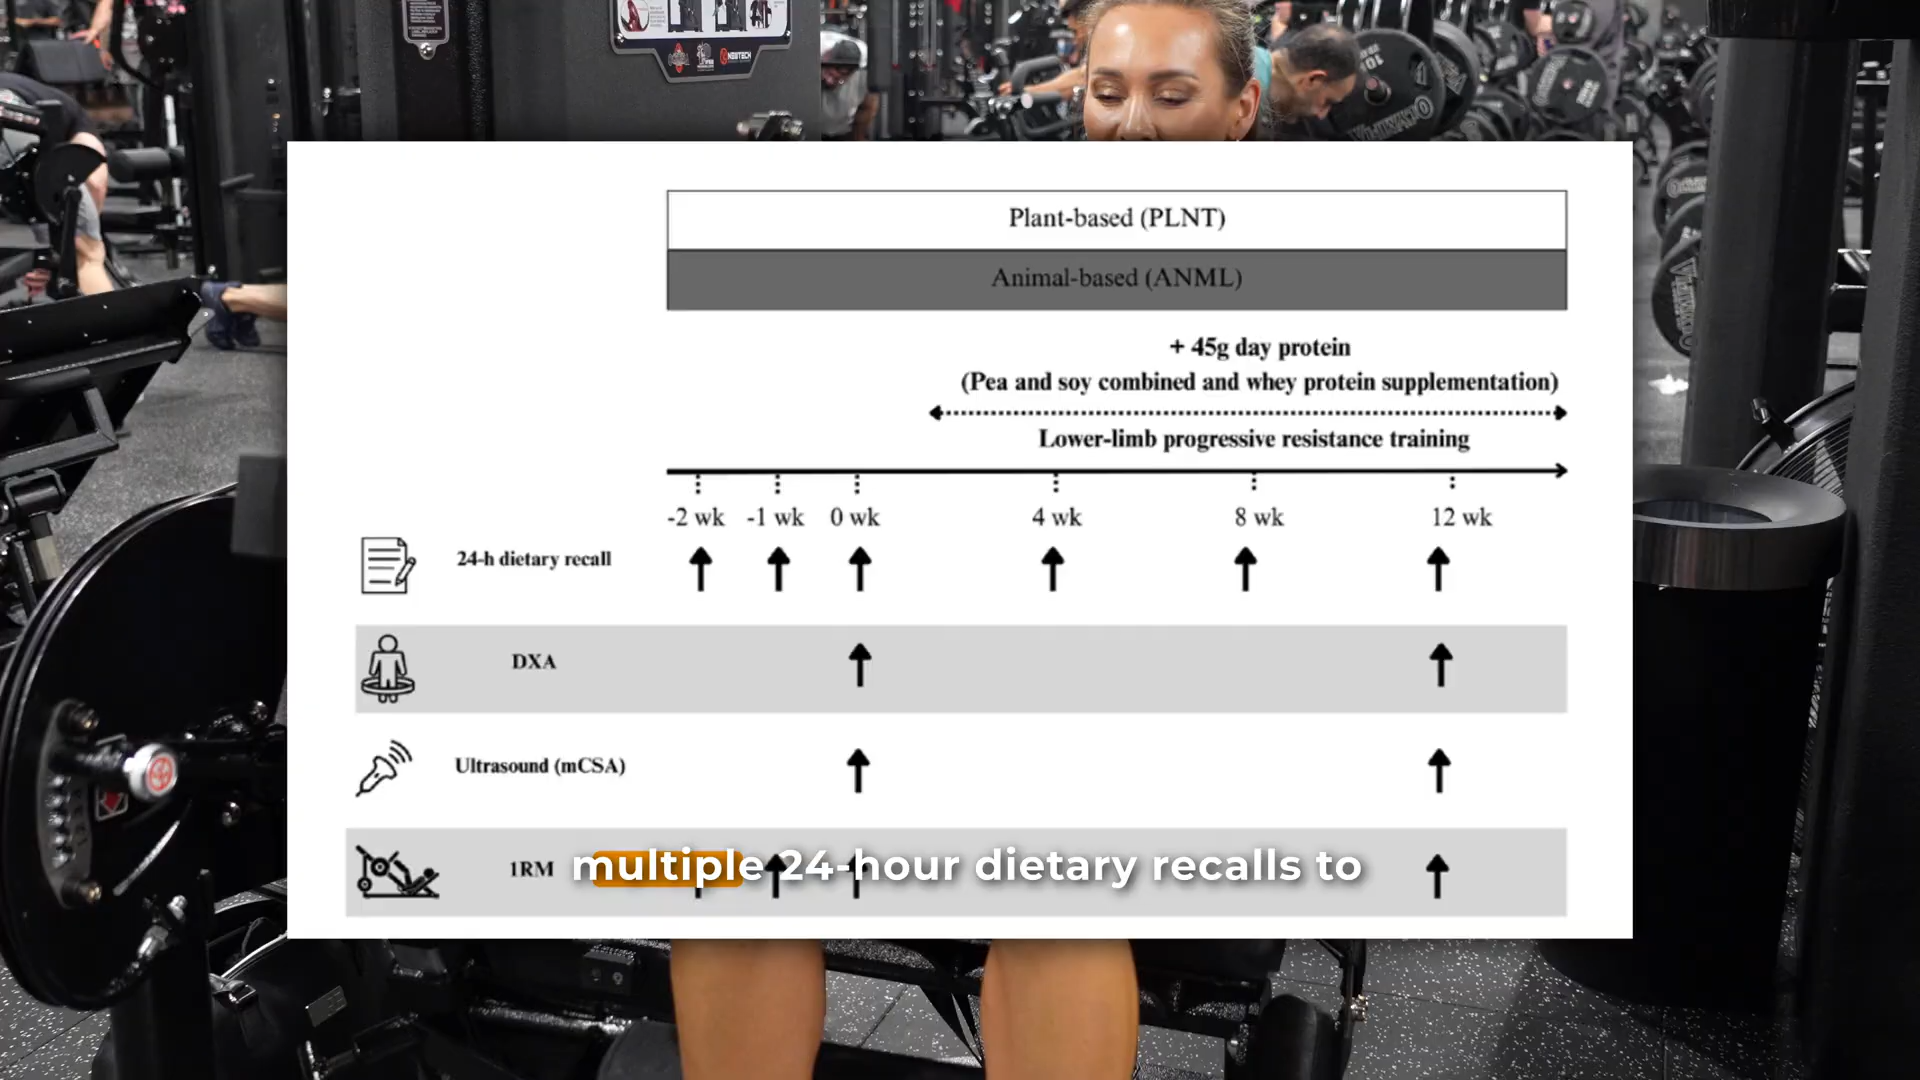 NEWTECH
Plant-based (PLNT)
Animal-based (ANML)
+ 45g day protein
(Pea and soy combined and whey protein supplementation)
Lower-limb progressive resistance training
-2 wk -1 wk 0 wk 4 wk 8 wk 12 wk
24-h dietary recall
DXA
Ultrasound (mCSA)
1RM
multiple 24-hour dietary recalls to